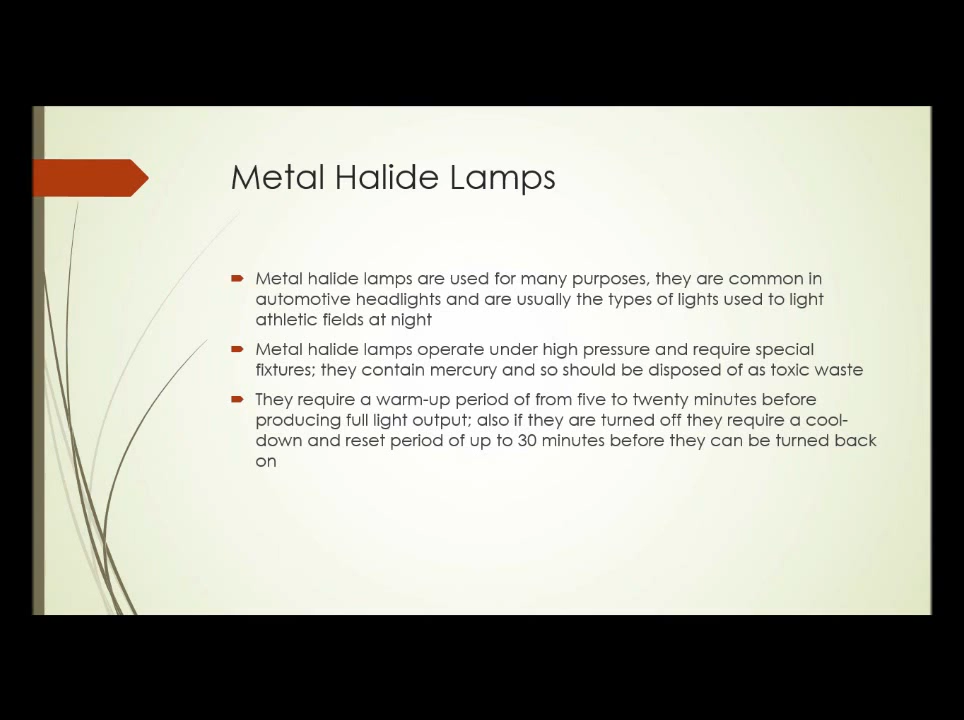 Metal Halide Lamps
Metal halide lamps are used for many purposes, they are common in
automotive headlights and are usually the types of lights used to light
athletic fields at night
Metal halide lamps operate under high pressure and require special
fixtures; they contain mercury and so should be disposed of as toxic waste
They require a warm-up period of from five to twenty minutes before
producing full light output; also if they are turned off they require a cool-
down and reset period of up to 30 minutes before they can be turned back
on